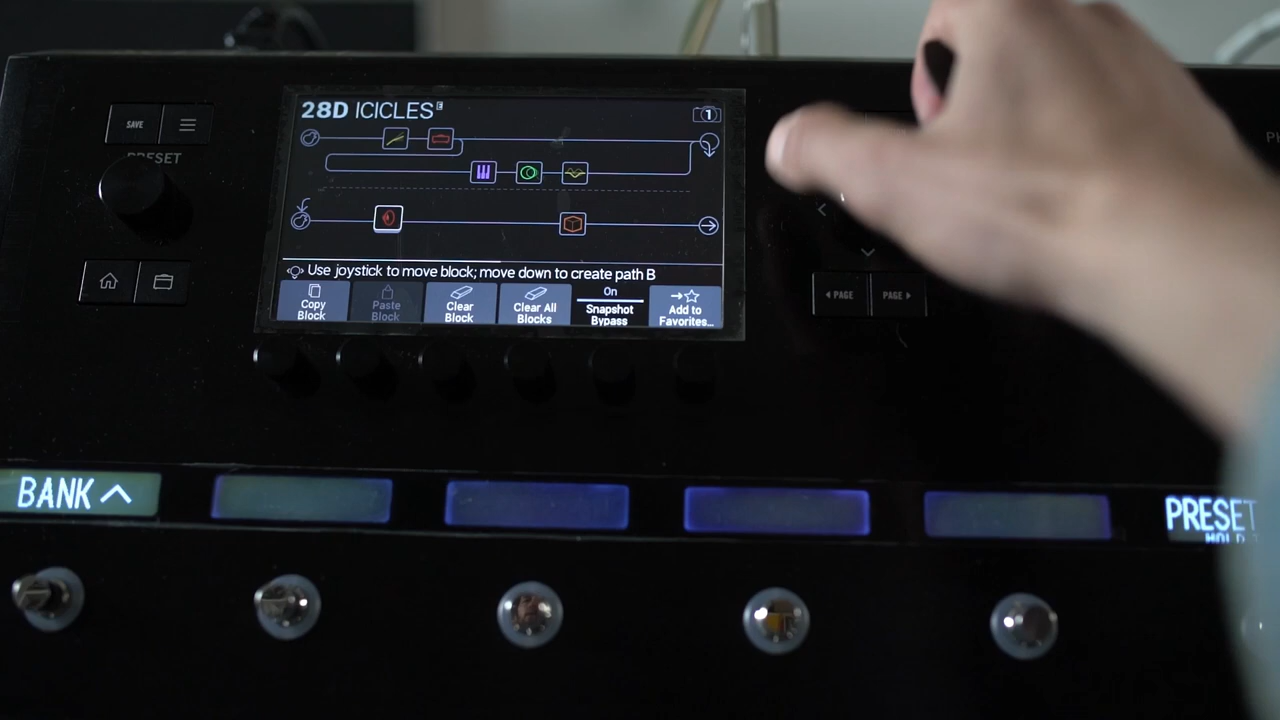 SAVE
PRESET
28D ICICLES E
1
Use joystick to move block; move down to create path B
Copy
Block
Paste
Block
Clear
Block
Clear All
Blocks
On
Snapshot
Bypass
Add to
Favorites...
PAGE
PAGE
BANK
PRESET